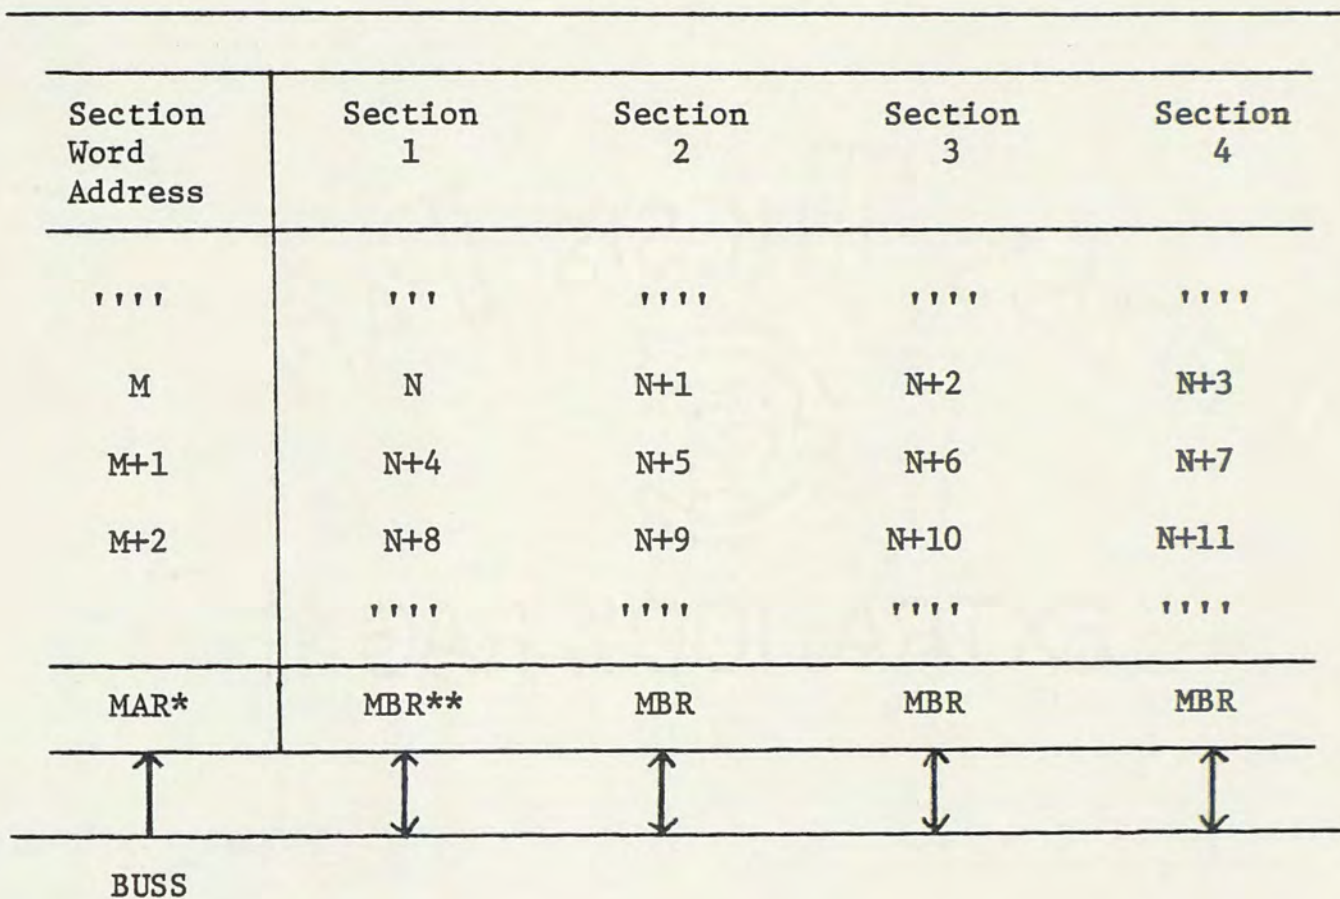 Section Section Section Section Section
Word 1 2 3 4
Address
'''' ''' '''' '''' ''''
M N N+1 N+2 N+3
M+1 N+4 N+5 N+6 N+7
M+2 N+8 N+9 N+10 N+11
'''' '''' '''' ''''
MAR* MBR** MBR MBR MBR
BUSS